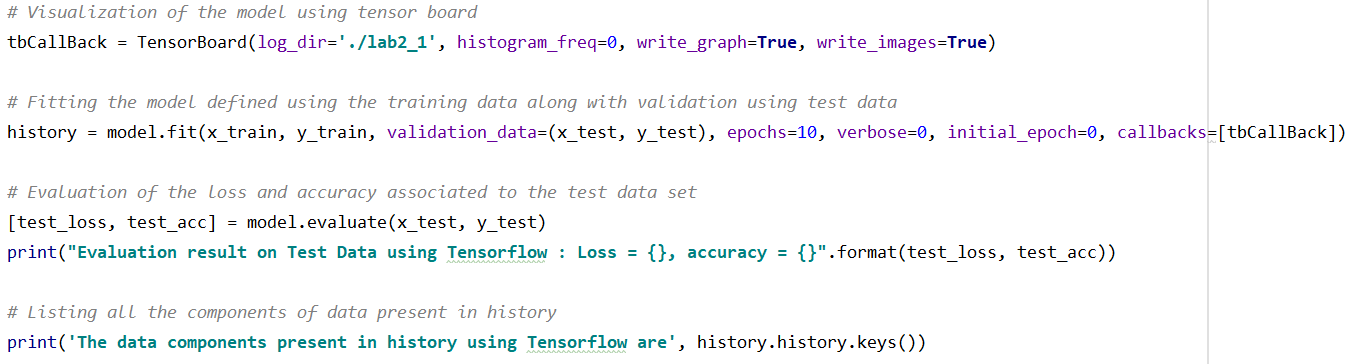 # Visualization of the model using tensor board
tbCallBack = TensorBoard(log_dir='./lab2_1', histogram_freq=0, write_graph=True, write_images=True)
# Fitting the model defined using the training data along with validation using test data
history = model.fit(x_train, y_train, validation_data=(x_test, y_test), epochs=10, verbose=0, initial_epoch=0, callbacks=[tbCallBack])
# Evaluation of the loss and accuracy associated to the test data set
[test_loss, test_acc] = model.evaluate(x_test, y_test)
print("Evaluation result on Test Data using Tensorflow : Loss = {}, accuracy = {}".format(test_loss, test_acc))
# Listing all the components of data present in history
print('The data components present in history using Tensorflow are', history.history.keys())